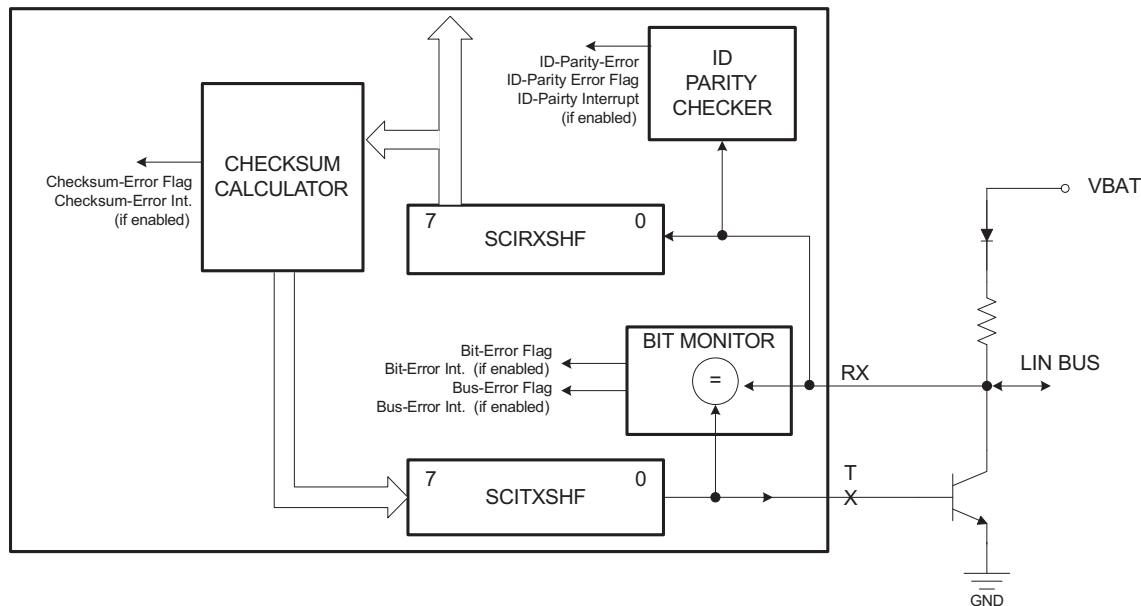 ID-Parity-Error
ID-Parity Error Flag
ID-Pairty Interrupt
(if enabled)
ID
PARITY
CHECKER
CHECKSUM
CALCULATOR
Checksum-Error Flag
Checksum-Error Int.
(if enabled)
7 SCIRXSHF 0
VBAT
BIT MONITOR
=
Bit-Error Flag
Bit-Error Int. (if enabled)
Bus-Error Flag
Bus-Error Int. (if enabled)
RX
LIN BUS
7 SCITXSHF 0
T
X
GND